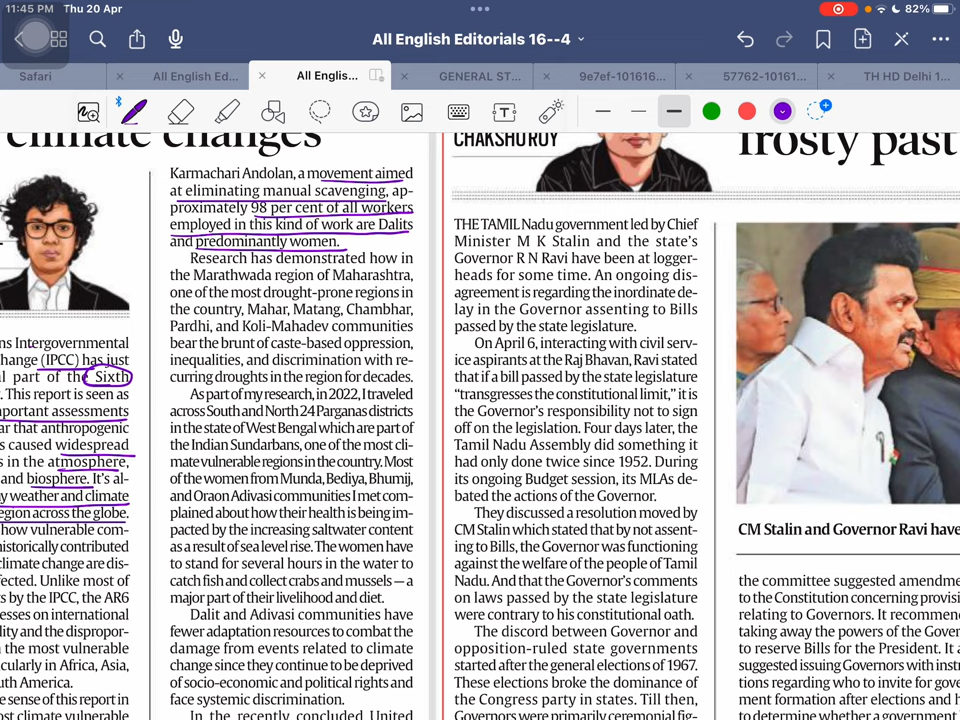 11:45 PM Thu 20 Apr
82%
All English Editorials 16--4
Safari
All English Ed...
All Englis...
GENERAL ST...
9e7ef-101616...
57762-10161...
TH HD Delhi 1...
climate changes
ns Intergovernmental
hange (IPCC) has just
l part of the Sixth
. This report is seen as
portant assessments
ar that anthropogenic
s caused widespread
s in the atmosphere,
and biosphere. It's al-
y weather and climate
egion across the globe.
how vulnerable com-
historically contributed
climate change are dis-
fected. Unlike most of
s by the IPCC, the AR6
esses on international
lity and the dispropor-
n the most vulnerable
cularly in Africa, Asia,
uth America.
e sense of this report in
ost climate vulnerable
Karmachari Andolan, a movement aimed
at eliminating manual scavenging, ap-
proximately 98 per cent of all workers
employed in this kind of work are Dalits
and predominantly women.
Research has demonstrated how in
the Marathwada region of Maharashtra,
one of the most drought-prone regions in
the country, Mahar, Matang, Chambhar,
Pardhi, and Koli-Mahadev communities
bear the brunt of caste-based oppression,
inequalities, and discrimination with re-
curring droughts in the region for decades.
As part of my research, in 2022, I traveled
across South and North 24 Parganas districts
in the state of West Bengal which are part of
the Indian Sundarbans, one of the most cli-
mate vulnerable regions in the country. Most
of the women from Munda, Bediya, Bhumij,
and Oraon Adivasi communities I met com-
plained about how their health is being im-
pacted by the increasing saltwater content
as a result of sea level rise. The women have
to stand for several hours in the water to
catch fish and collect crabs and mussels — a
major part of their livelihood and diet.
Dalit and Adivasi communities have
fewer adaptation resources to combat the
damage from events related to climate
change since they continue to be deprived
of socio-economic and political rights and
face systemic discrimination.
In the recently concluded United
CHAKSHU ROY
THE TAMIL Nadu government led by Chief
Minister M K Stalin and the state's
Governor R N Ravi have been at logger-
heads for some time. An ongoing dis-
agreement is regarding the inordinate de-
lay in the Governor assenting to Bills
passed by the state legislature.
On April 6, interacting with civil serv-
ice aspirants at the Raj Bhavan, Ravi stated
that if a bill passed by the state legislature
"transgresses the constitutional limit," it is
the Governor's responsibility not to sign
off on the legislation. Four days later, the
Tamil Nadu Assembly did something it
had only done twice since 1952. During
its ongoing Budget session, its MLAs de-
bated the actions of the Governor.
They discussed a resolution moved by
CM Stalin which stated that by not assent-
ing to Bills, the Governor was functioning
against the welfare of the people of Tamil
Nadu. And that the Governor's comments
on laws passed by the state legislature
were contrary to his constitutional oath.
The discord between Governor and
opposition-ruled state governments
started after the general elections of 1967.
These elections broke the dominance of
the Congress party in states. Till then,
Governors were primarily ceremonial fig-
frosty past
CM Stalin and Governor Ravi have
the committee suggested amendme
to the Constitution concerning provisi
relating to Governors. It recommen
taking away the powers of the Gover
to reserve Bills for the President. It a
suggested issuing Governors with instr
tions regarding who to invite for gove
ment formation after elections and h
to determine whether a government